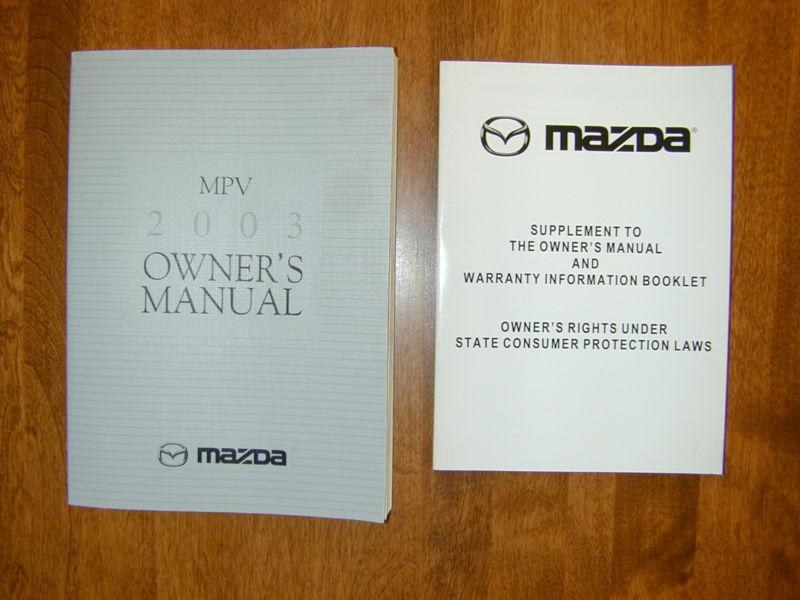 MPV
2003
OWNER'S
MANUAL
mazda
mazda®
SUPPLEMENT TO
THE OWNER'S MANUAL
AND
WARRANTY INFORMATION BOOKLET
OWNER'S RIGHTS UNDER
STATE CONSUMER PROTECTION LAWS